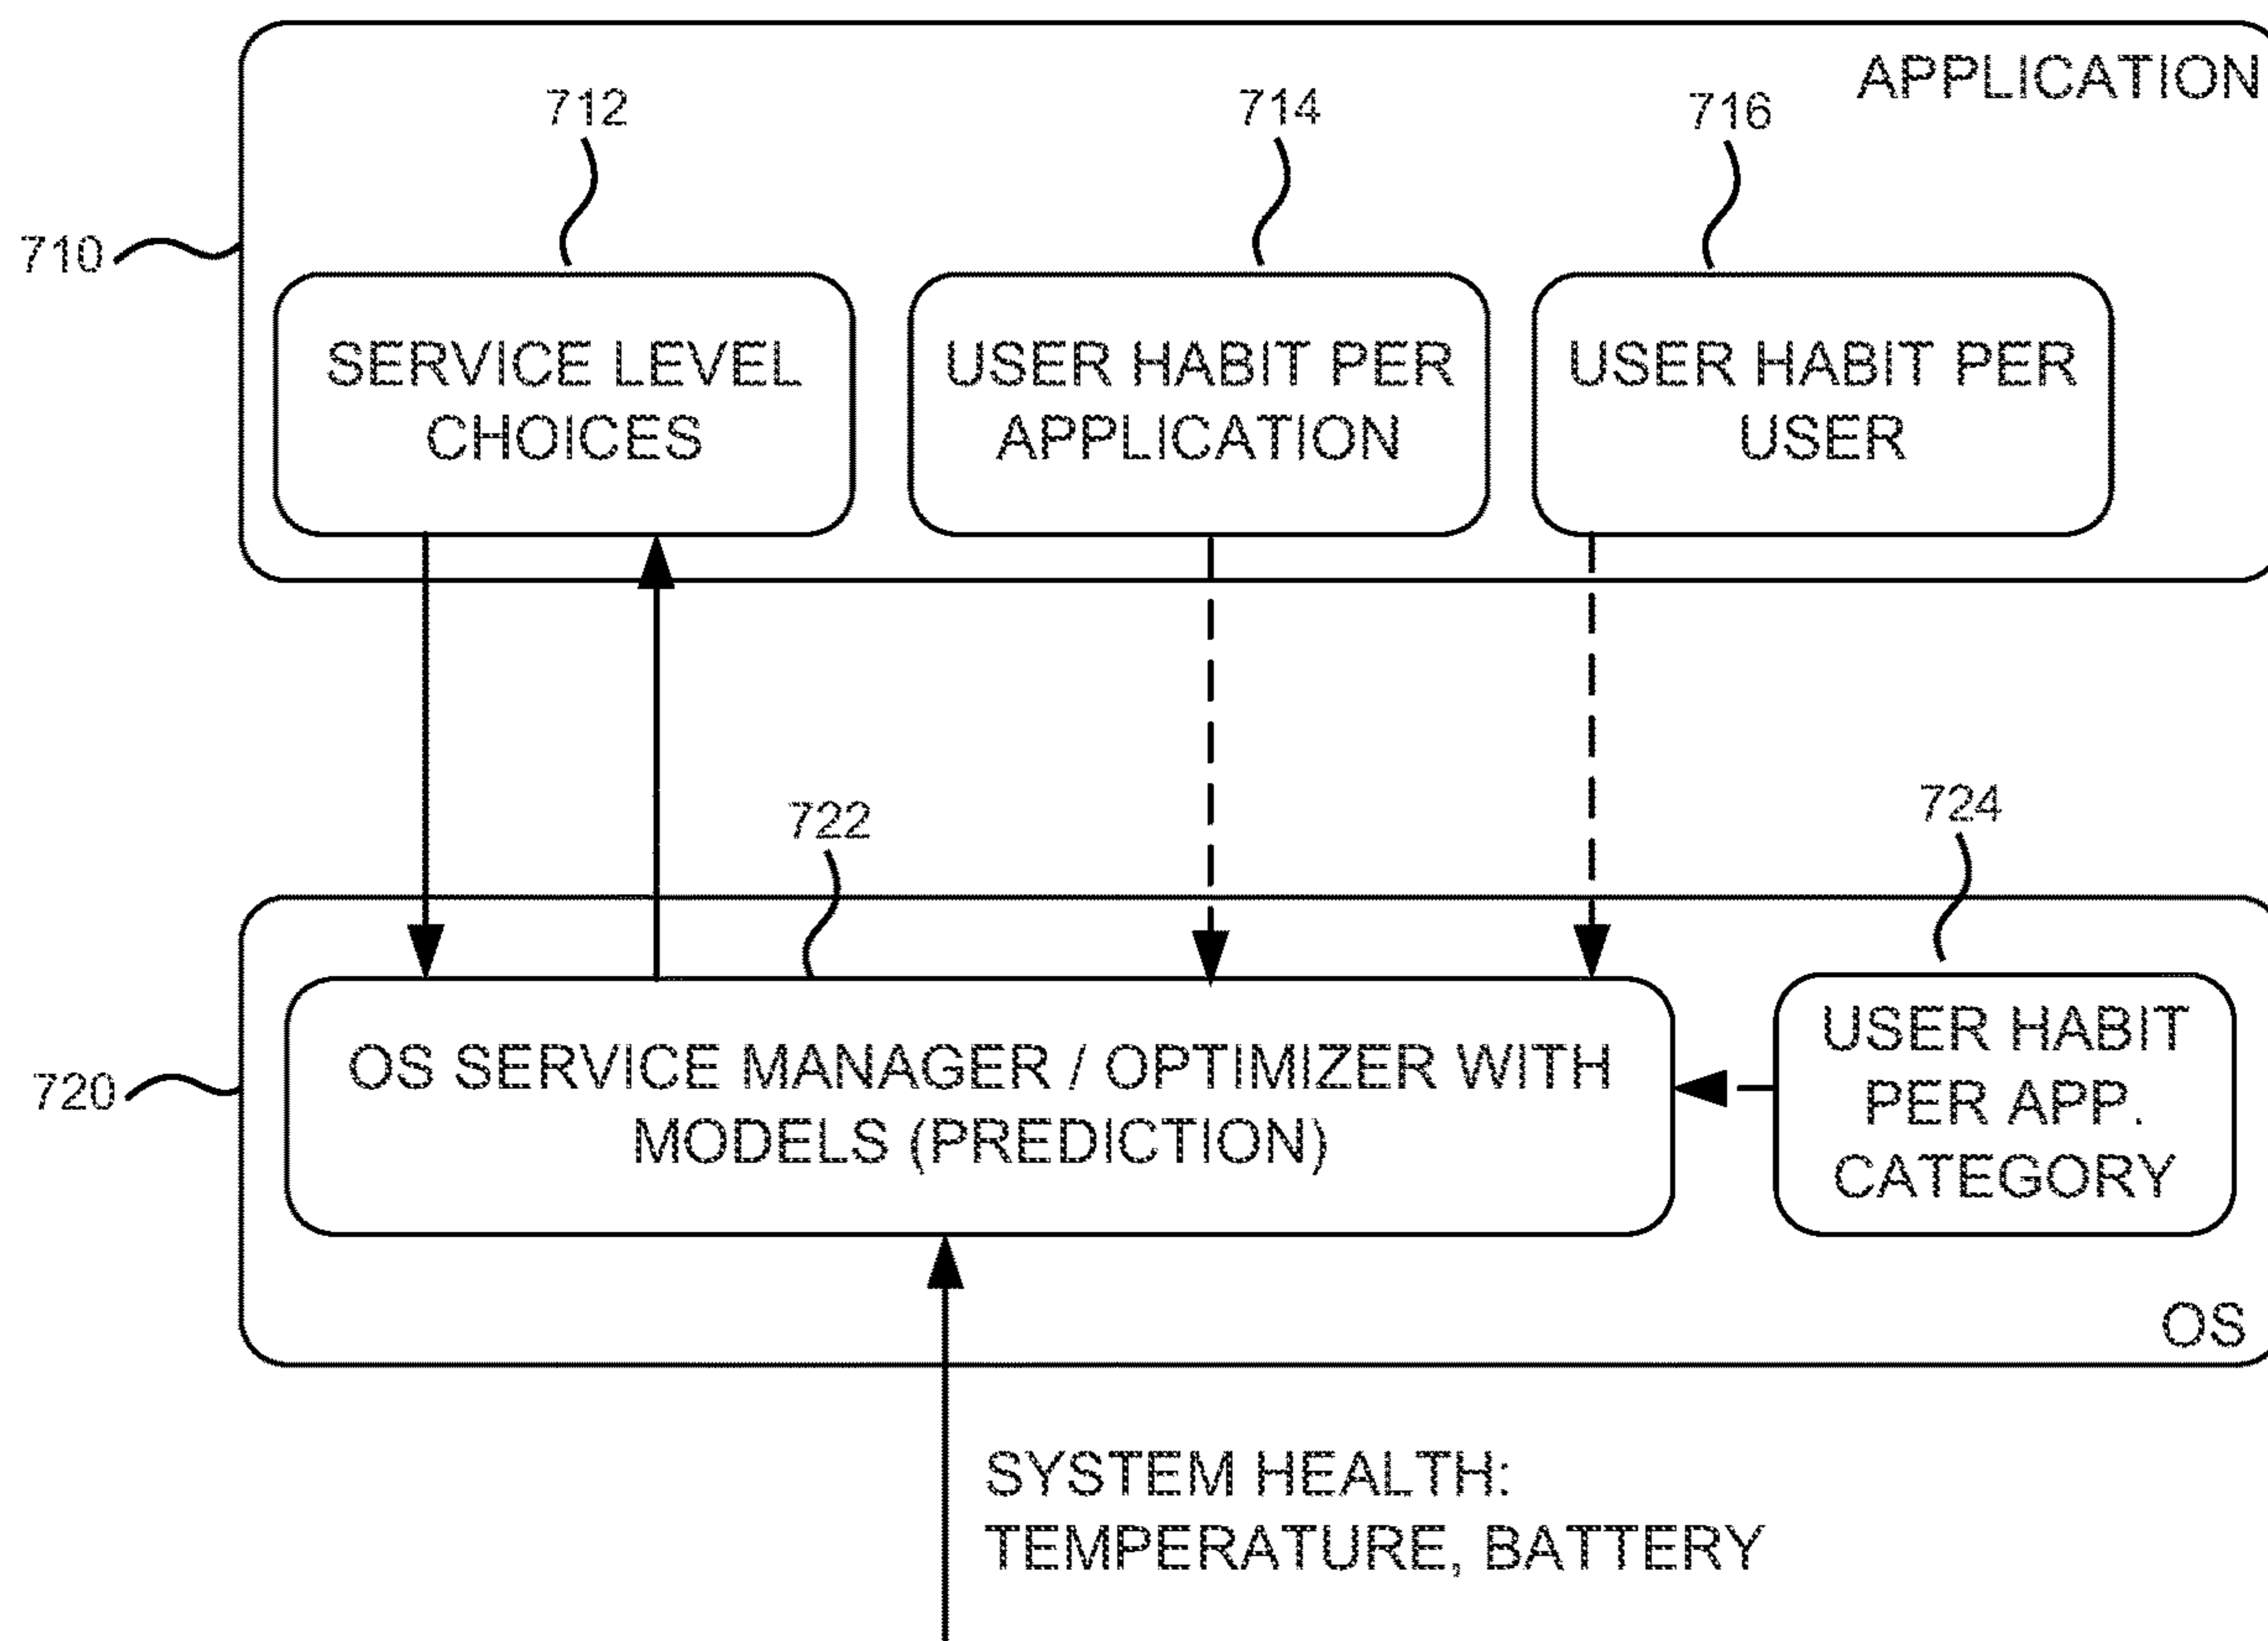 APPLICATION
712
714
716
710
SERVICE LEVEL
CHOICES
USER HABIT PER
APPLICATION
USER HABIT PER
USER
722
724
720
OS SERVICE MANAGER / OPTIMIZER WITH
MODELS (PREDICTION)
USER HABIT
PER APP.
CATEGORY
OS
SYSTEM HEALTH:
TEMPERATURE, BATTERY